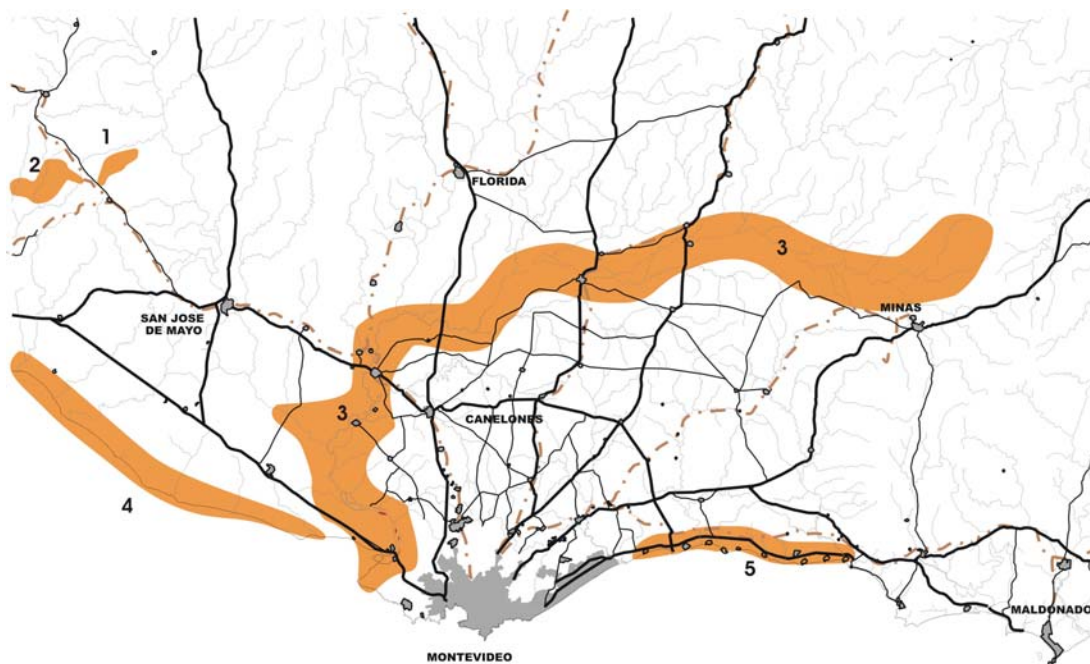 1
2
FLORIDA
3
SAN JOSE
DE MAYO
MINAS
3
CANELONES
4
5
MALDONADO
MONTEVIDEO